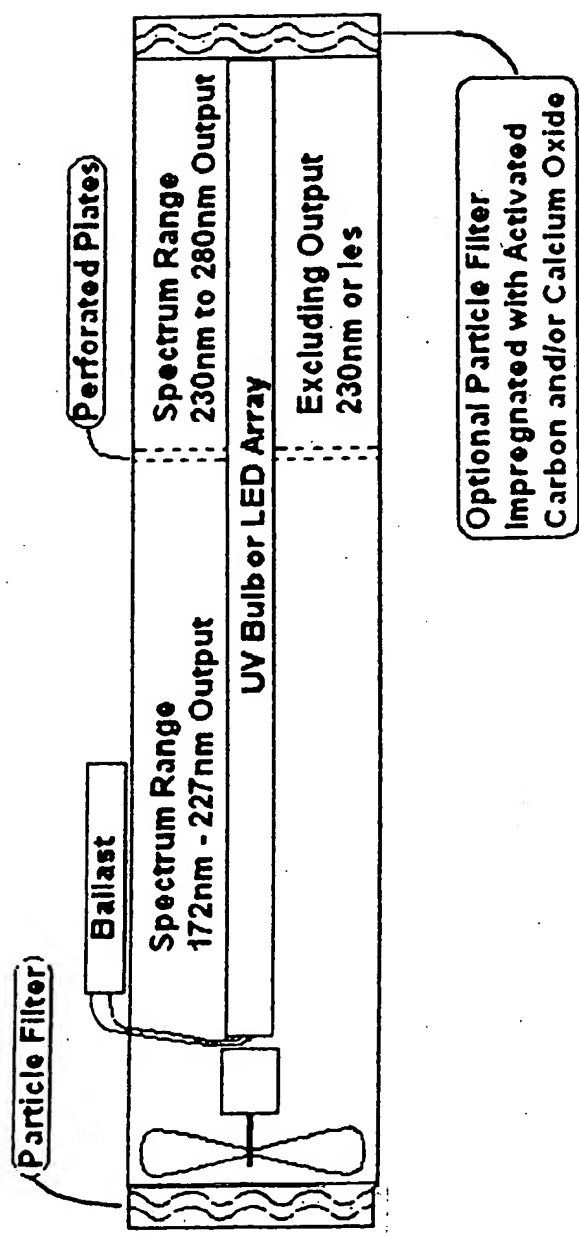 Particle Filter
Ballast
Spectrum Range
172nm - 227nm Output
Perforated Plates
Spectrum Range
230nm to 280nm Output
UV Bulb or LED Array
Excluding Output
230nm or les
Optional Particle Filter
Impregnated with Activated
Carbon and/or Calcium Oxide